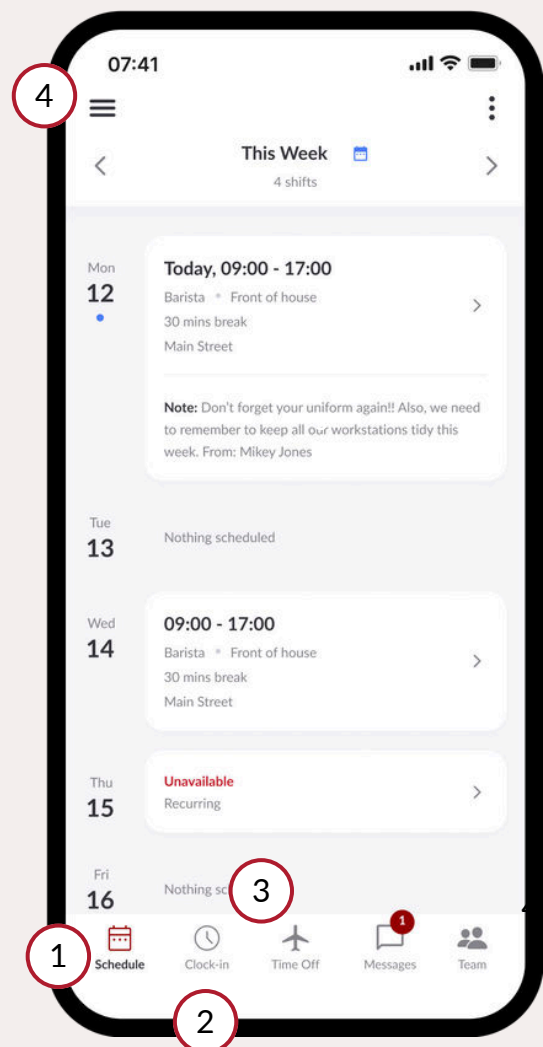 07:41
4
This Week
4 shifts
Mon
12
Today, 09:00 - 17:00
Barista • Front of house
30 mins break
Main Street
Note: Don't forget your uniform again!! Also, we need
to remember to keep all our workstations tidy this
week. From: Mikey Jones
Tue
13
Nothing scheduled
Wed
14
09:00 - 17:00
Barista • Front of house
30 mins break
Main Street
Thu
15
Unavailable
Recurring
Fri
16
Nothing
3
1
1
Schedule
Clock-in
Time Off
Messages
Team
2